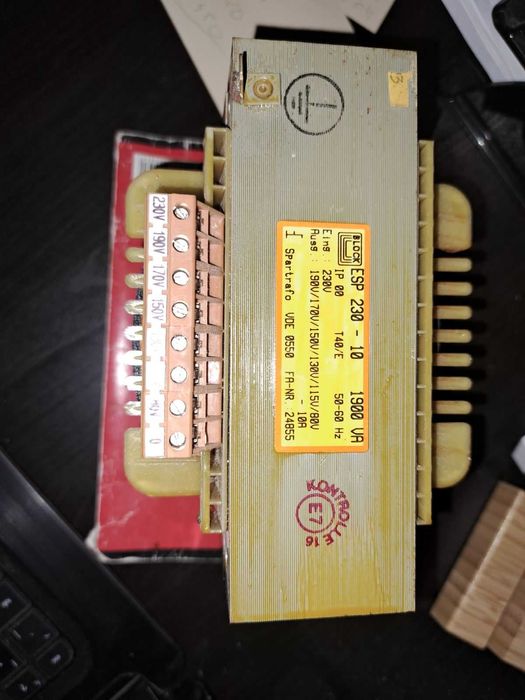 BLOCK
ESP 230 - 10 1900 VA
IP 00 T40/E 50-60 Hz
Eing.: 230V
Ausg.: 190V/170V/150V/130V/115V/80V
- 10A
Spartrafo VDE 0550 FA-NR. 24855
230V
190V
170V
150V
0
KONTROLLE
E7
3